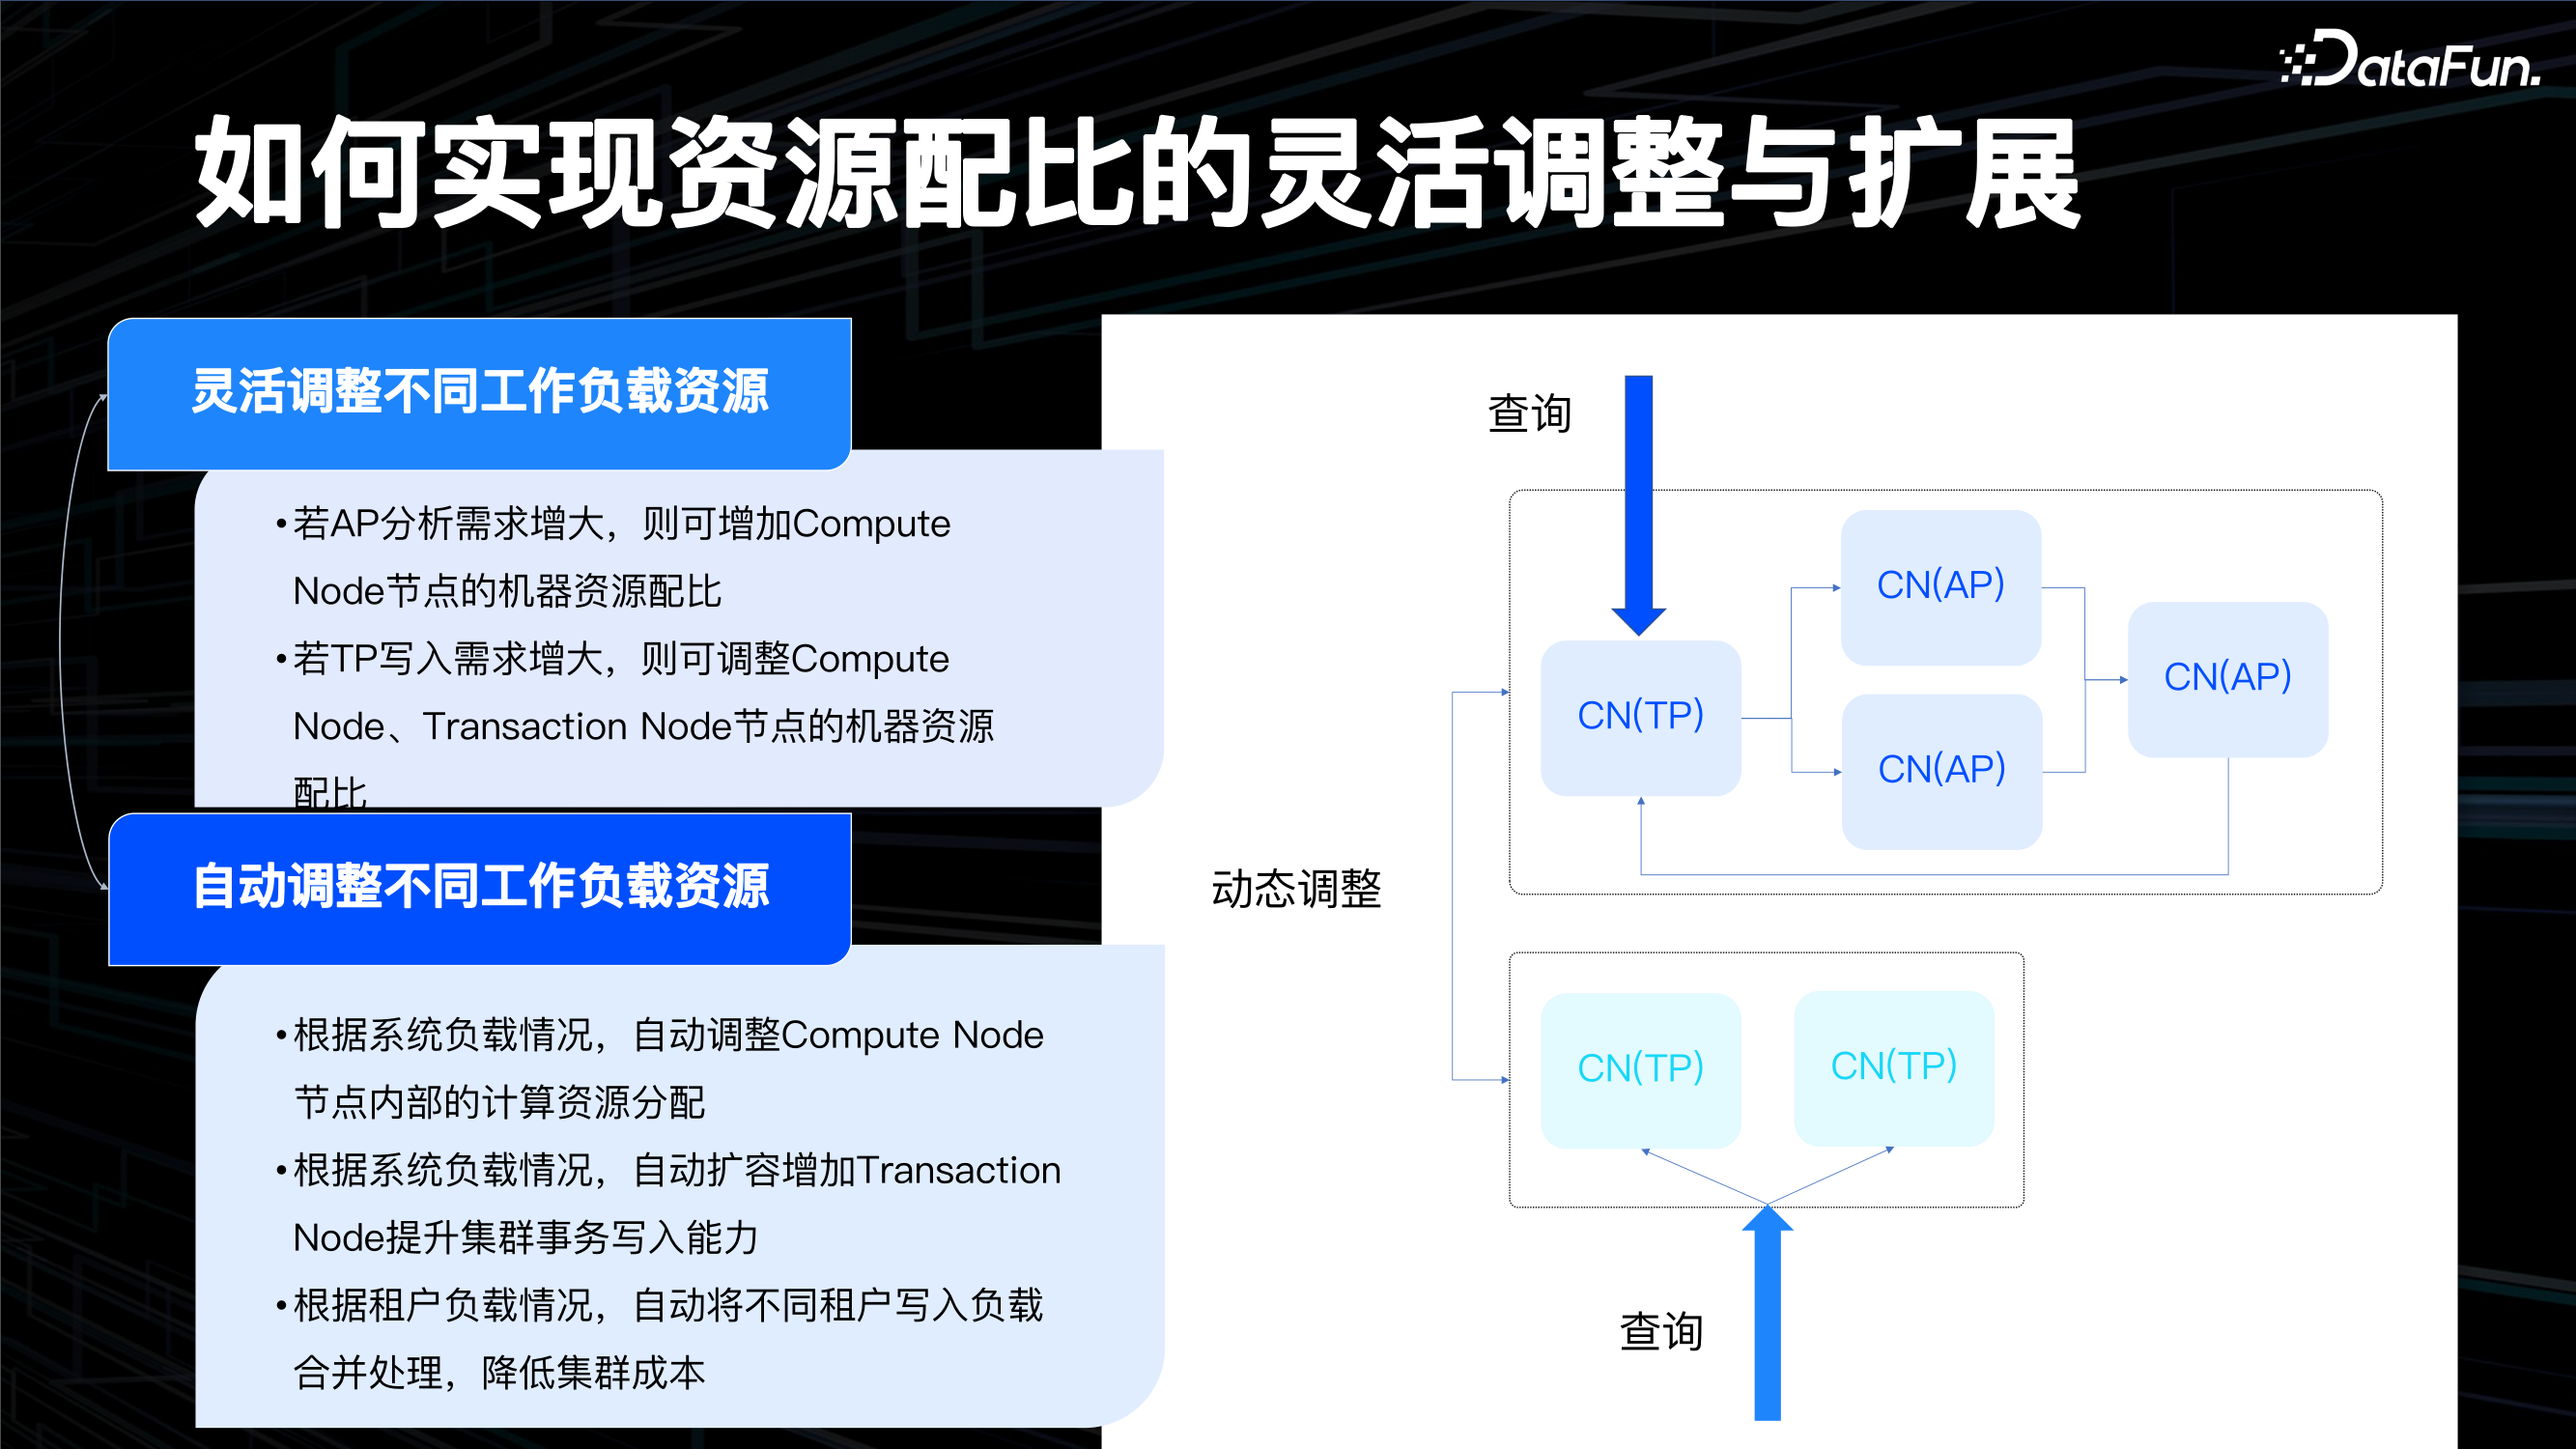 DataFun.
如何实现资源配比的灵活调整与扩展
灵活调整不同工作负载资源
•若AP分析需求增大，则可增加Compute
Node节点的机器资源配比
•若TP写入需求增大，则可调整Compute
Node、Transaction Node节点的机器资源
配比
自动调整不同工作负载资源
•根据系统负载情况，自动调整Compute Node
节点内部的计算资源分配
•根据系统负载情况，自动扩容增加Transaction
Node提升集群事务写入能力
•根据租户负载情况，自动将不同租户写入负载
合并处理，降低集群成本
查询
CN(AP)
CN(AP)
CN(TP)
CN(AP)
动态调整
CN(TP)
CN(TP)
查询